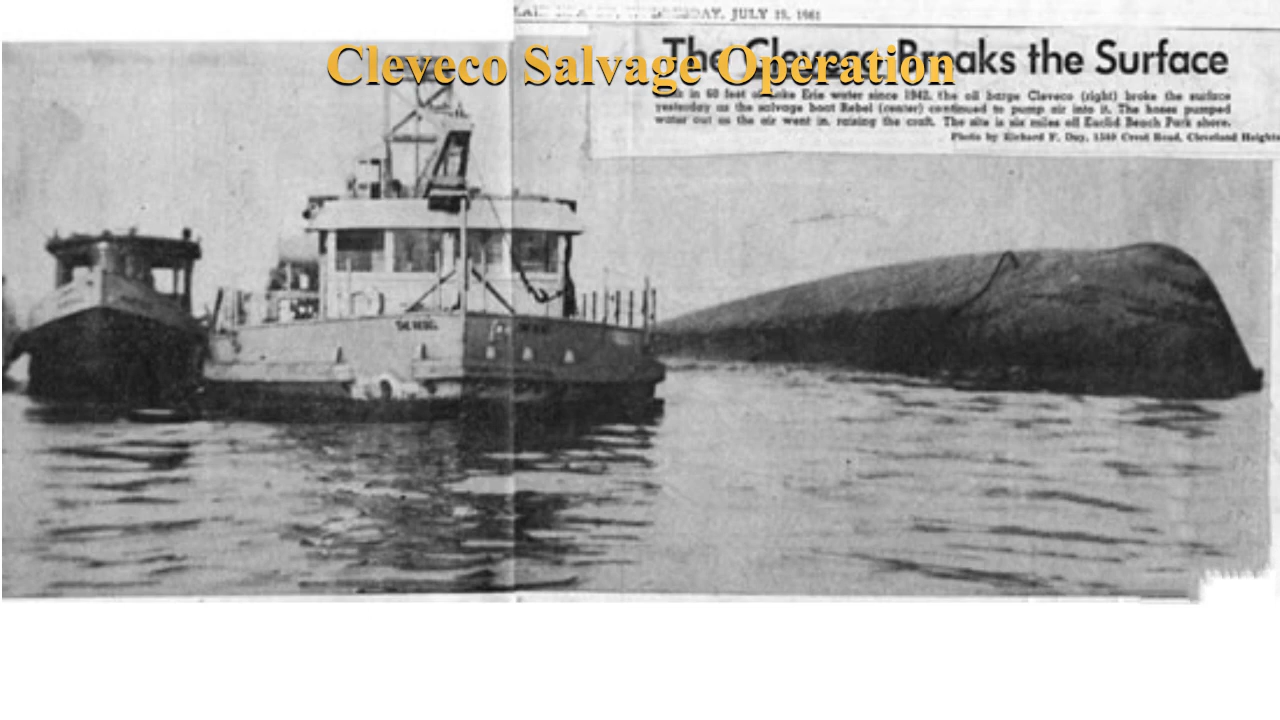 DAY, JULY 19, 1961
Cleveco Salvage Operation
The Cleveco Breaks the Surface
in 60 feet of Lake Erie water since 1942, the oil barge Cleveco (right) broke the surface
yesterday as the salvage boat Rebel (center) continued to pump air into it. The hoses pumped
water out as the air went in, raising the craft. The site is six miles off Euclid Beach Park shore.
Photo by Richard F. Day, Crest Road, Cleveland Heights
THE REBEL